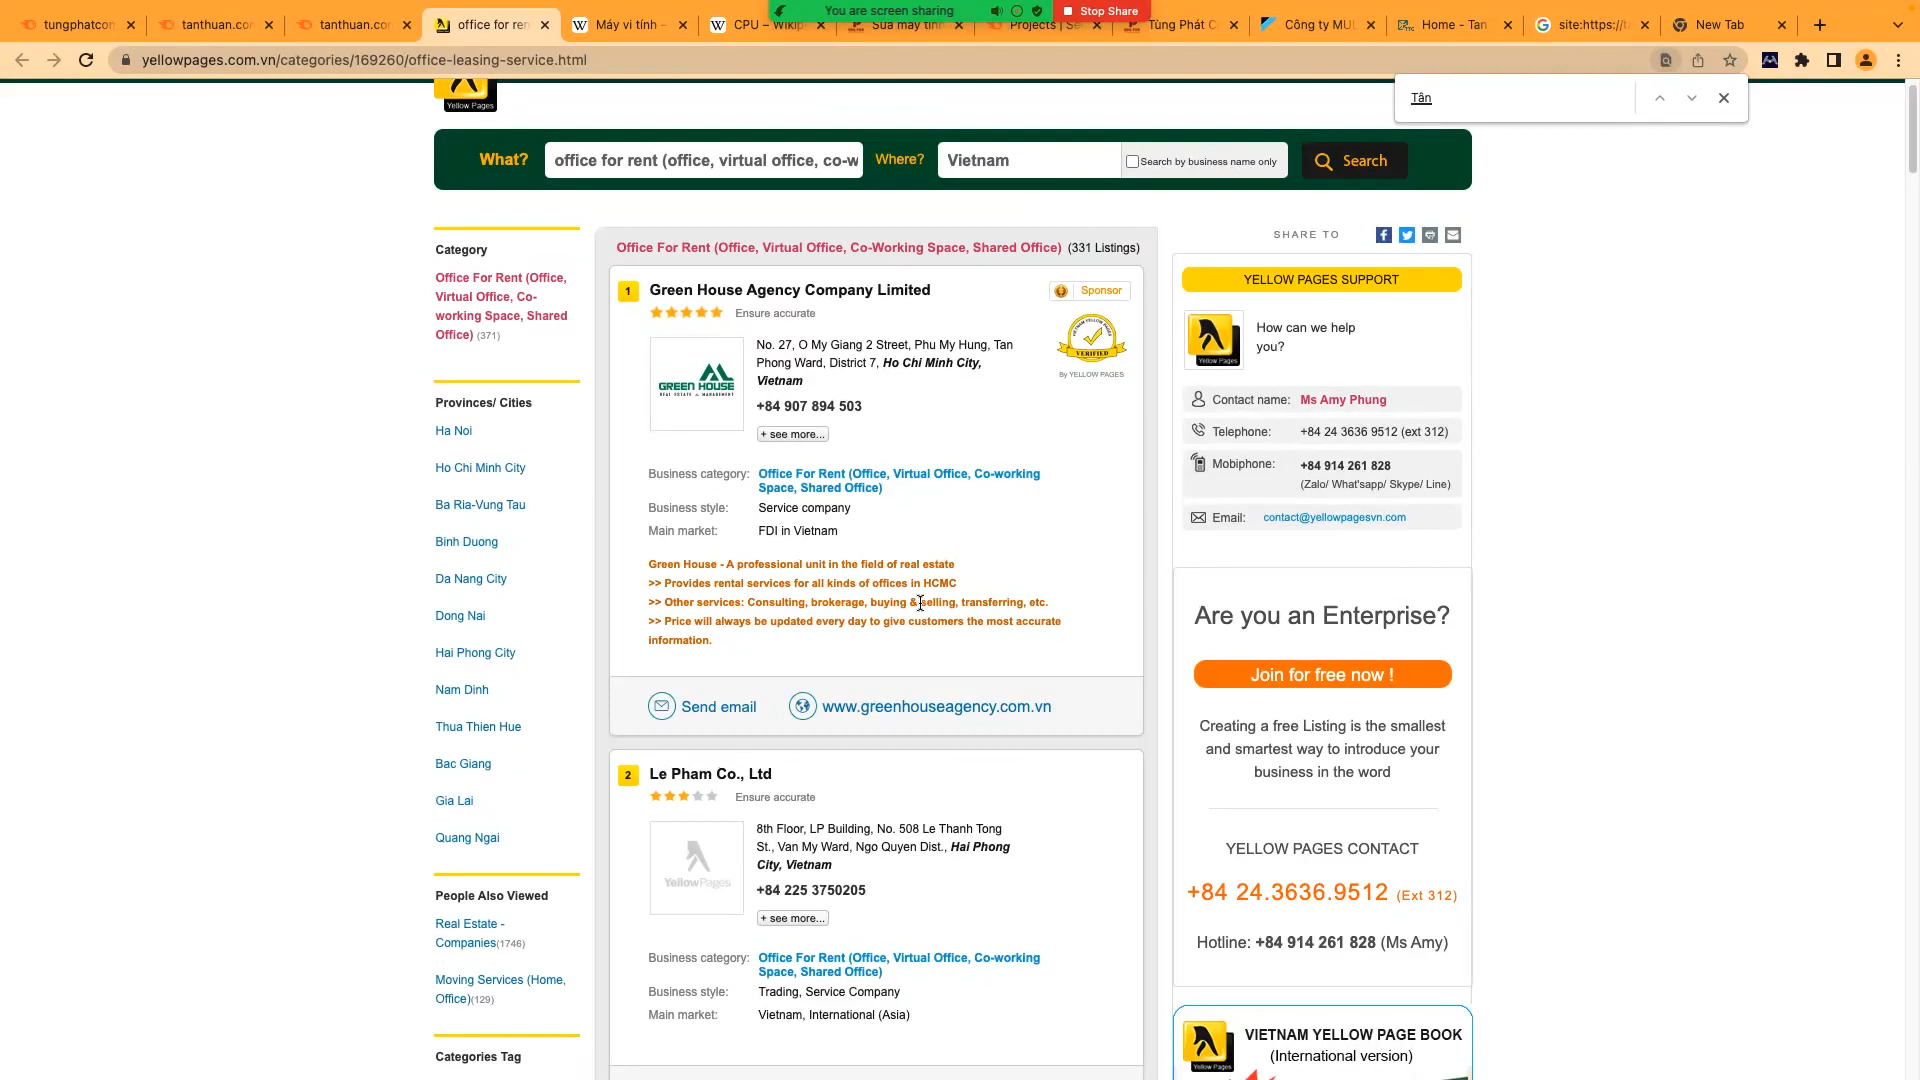 You are screen sharing
Stop Share
tungphatcom
tanthuan.con
tanthuan.con
office for ren
Máy vi tính –
CPU – Wikip
Sửa máy tính
Projects | Se
Tùng Phát C
Công ty MUL
Home - Tan
site:https://ta
New Tab
yellowpages.com.vn/categories/169260/office-leasing-service.html
Tân
Yellow Pages
What?
office for rent (office, virtual office, co-w
Where?
Vietnam
Search by business name only
Search
Category
Office For Rent (Office,
Virtual Office, Co-
working Space, Shared
Office) (371)
Provinces/ Cities
Ha Noi
Ho Chi Minh City
Ba Ria-Vung Tau
Binh Duong
Da Nang City
Dong Nai
Hai Phong City
Nam Dinh
Thua Thien Hue
Bac Giang
Gia Lai
Quang Ngai
People Also Viewed
Real Estate -
Companies(1746)
Moving Services (Home,
Office)(129)
Categories Tag
Office For Rent (Office, Virtual Office, Co-Working Space, Shared Office) (331 Listings)
1
Green House Agency Company Limited
Sponsor
Ensure accurate
VERIFIED
By YELLOW PAGES
GREEN HOUSE
REAL ESTATE & MANAGEMENT
No. 27, O My Giang 2 Street, Phu My Hung, Tan
Phong Ward, District 7, Ho Chi Minh City,
Vietnam
+84 907 894 503
+ see more...
Business category: Office For Rent (Office, Virtual Office, Co-working
Space, Shared Office)
Business style: Service company
Main market: FDI in Vietnam
Green House - A professional unit in the field of real estate
>> Provides rental services for all kinds of offices in HCMC
>> Other services: Consulting, brokerage, buying & selling, transferring, etc.
>> Price will always be updated every day to give customers the most accurate
information.
Send email
www.greenhouseagency.com.vn
2
Le Pham Co., Ltd
Ensure accurate
YellowPages
8th Floor, LP Building, No. 508 Le Thanh Tong
St., Van My Ward, Ngo Quyen Dist., Hai Phong
City, Vietnam
+84 225 3750205
+ see more...
Business category: Office For Rent (Office, Virtual Office, Co-working
Space, Shared Office)
Business style: Trading, Service Company
Main market: Vietnam, International (Asia)
SHARE TO
YELLOW PAGES SUPPORT
Yellow Pages
How can we help
you?
Contact name: Ms Amy Phung
Telephone: +84 24 3636 9512 (ext 312)
Mobiphone: +84 914 261 828
(Zalo/ What'sapp/ Skype/ Line)
Email: contact@yellowpagesvn.com
Are you an Enterprise?
Join for free now !
Creating a free Listing is the smallest
and smartest way to introduce your
business in the word
YELLOW PAGES CONTACT
+84 24.3636.9512 (Ext 312)
Hotline: +84 914 261 828 (Ms Amy)
Yellow Pages
VIETNAM YELLOW PAGE BOOK
(International version)